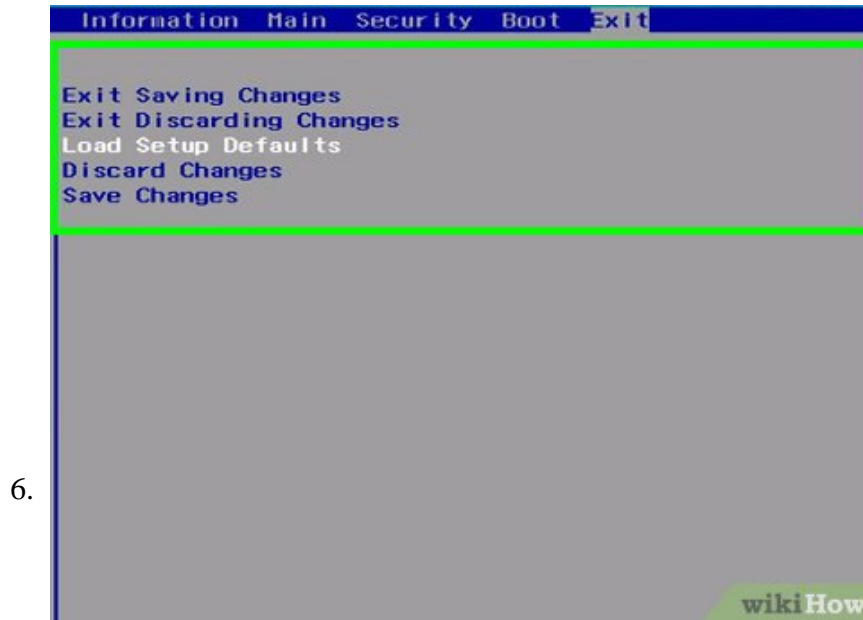 Information Main Security Boot Exit
Exit Saving Changes
Exit Discarding Changes
Load Setup Defaults
Discard Changes
Save Changes
6.
wikiHow